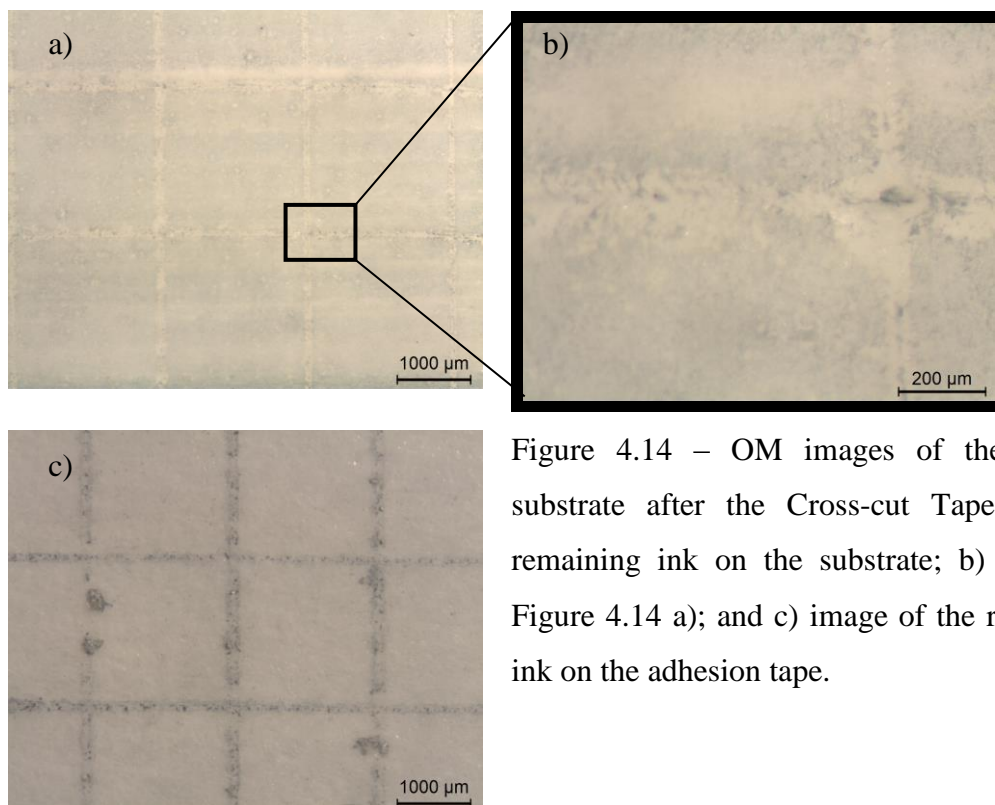 a)
b)
1000 µm
200 µm
c)
1000 µm
Figure 4.14 – OM images of the
substrate after the Cross-cut Tape
remaining ink on the substrate; b)
Figure 4.14 a); and c) image of the
ink on the adhesion tape.